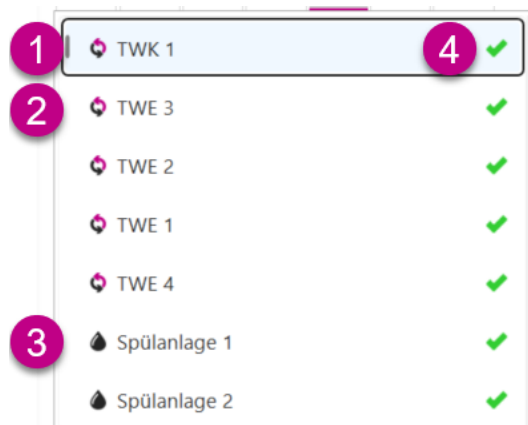 1 TWK 1 4
2 TWE 3
TWE 2
TWE 1
TWE 4
3 Spülanlage 1
Spülanlage 2